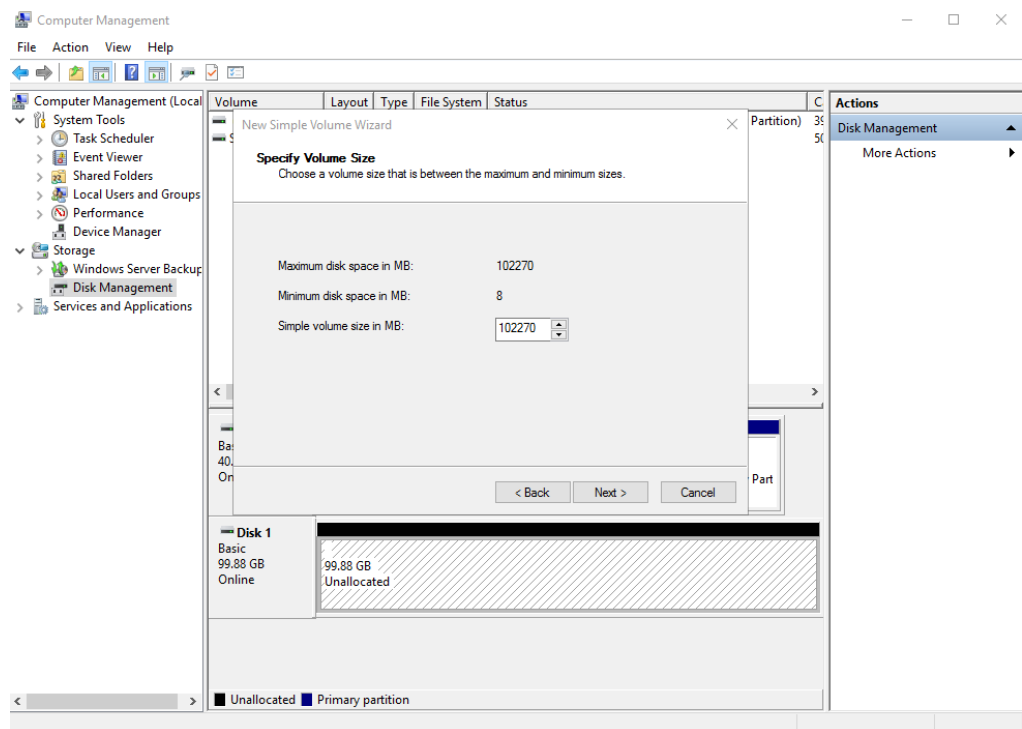 Computer Management
File Action View Help
Computer Management (Local
System Tools
Task Scheduler
Event Viewer
Shared Folders
Local Users and Groups
Performance
Device Manager
Storage
Windows Server Backup
Disk Management
Services and Applications
Volume Layout Type File System Status C
Partition) 39
50
New Simple Volume Wizard
Specify Volume Size
Choose a volume size that is between the maximum and minimum sizes.
Maximum disk space in MB: 102270
Minimum disk space in MB: 8
Simple volume size in MB: 102270
< Back Next > Cancel
Bas
40.
On
Part
Disk 1
Basic
99.88 GB
Online
99.88 GB
Unallocated
Unallocated Primary partition
Actions
Disk Management
More Actions